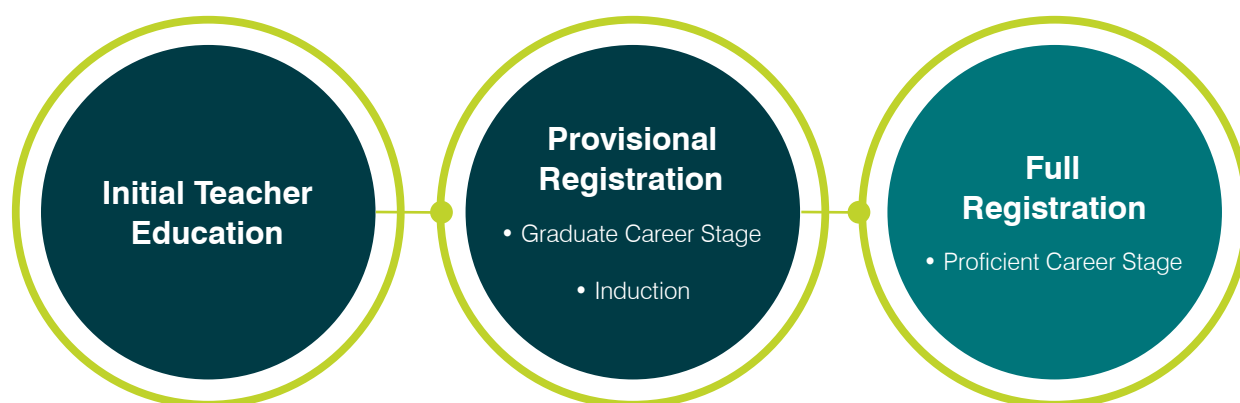 Initial Teacher
Education
Provisional
Registration
• Graduate Career Stage
• Induction
Full
Registration
• Proficient Career Stage